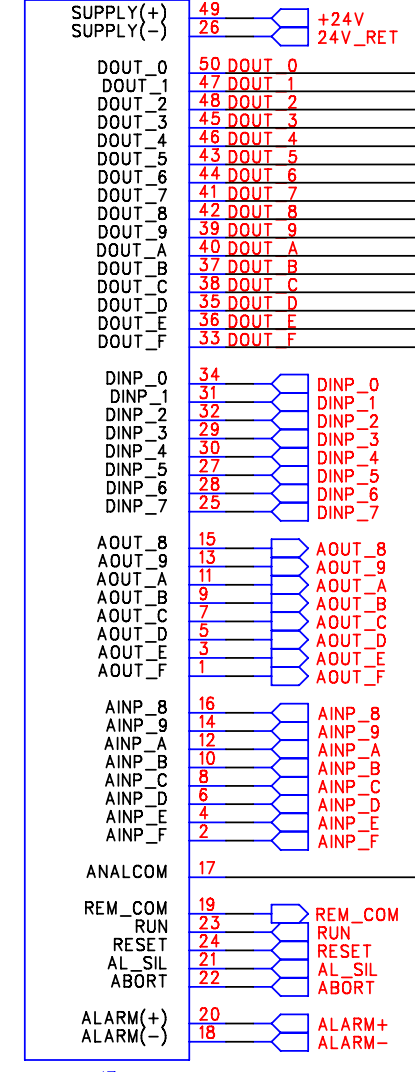 SUPPLY(+) 49 +24V
SUPPLY(-) 26 24V_RET
DOUT_0 50 DOUT_0
DOUT_1 47 DOUT_1
DOUT_2 48 DOUT_2
DOUT_3 45 DOUT_3
DOUT_4 46 DOUT_4
DOUT_5 43 DOUT_5
DOUT_6 44 DOUT_6
DOUT_7 41 DOUT_7
DOUT_8 42 DOUT_8
DOUT_9 39 DOUT_9
DOUT_A 40 DOUT_A
DOUT_B 37 DOUT_B
DOUT_C 38 DOUT_C
DOUT_D 35 DOUT_D
DOUT_E 36 DOUT_E
DOUT_F 33 DOUT_F
DINP_0 34 DINP_0
DINP_1 31 DINP_1
DINP_2 32 DINP_2
DINP_3 29 DINP_3
DINP_4 30 DINP_4
DINP_5 27 DINP_5
DINP_6 28 DINP_6
DINP_7 25 DINP_7
AOUT_8 15 AOUT_8
AOUT_9 13 AOUT_9
AOUT_A 11 AOUT_A
AOUT_B 9 AOUT_B
AOUT_C 7 AOUT_C
AOUT_D 5 AOUT_D
AOUT_E 3 AOUT_E
AOUT_F 1 AOUT_F
AINP_8 16 AINP_8
AINP_9 14 AINP_9
AINP_A 12 AINP_A
AINP_B 10 AINP_B
AINP_C 8 AINP_C
AINP_D 6 AINP_D
AINP_E 4 AINP_E
AINP_F 2 AINP_F
ANALCOM 17
REM_COM 19 REM_COM
RUN 23 RUN
RESET 24 RESET
AL_SIL 21 AL_SIL
ABORT 22 ABORT
ALARM(+) 20 ALARM+
ALARM(-) 18 ALARM-